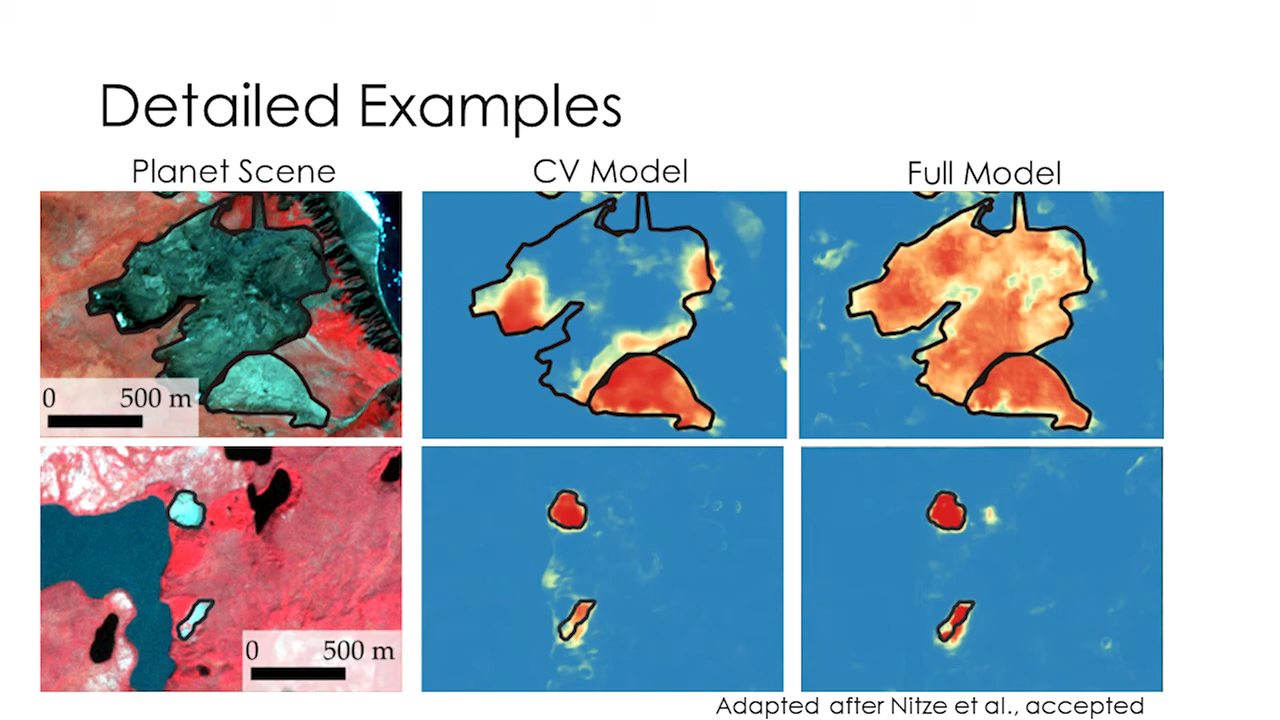 Detailed Examples
Planet Scene
CV Model
Full Model
0 500 m
0 500 m
Adapted after Nitze et al., accepted